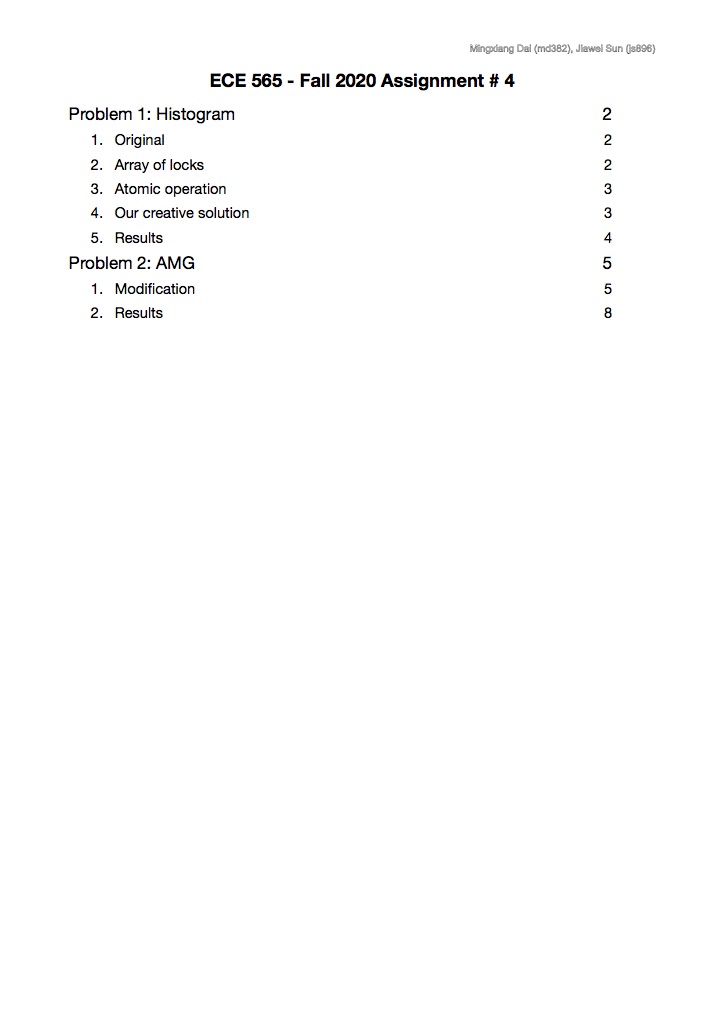 Mingxiang Dai (md382), Jiawei Sun (js896)
ECE 565 - Fall 2020 Assignment # 4
Problem 1: Histogram 2
1. Original 2
2. Array of locks 2
3. Atomic operation 3
4. Our creative solution 3
5. Results 4
Problem 2: AMG 5
1. Modification 5
2. Results 8